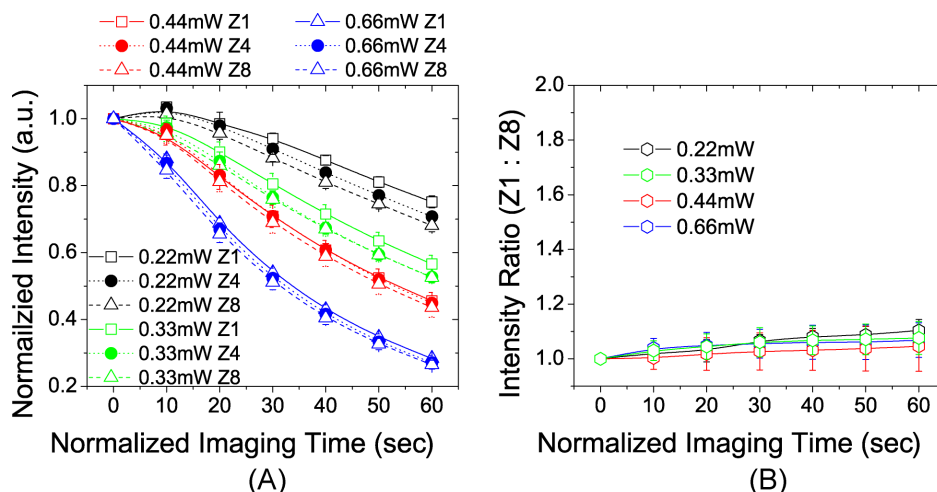 0.44mW Z1
0.44mW Z4
0.44mW Z8
0.66mW Z1
0.66mW Z4
0.66mW Z8
Normailzied Intensity (a.u.)
1.0
0.8
0.6
0.4
0.2
0.22mW Z1
0.22mW Z4
0.22mW Z8
0.33mW Z1
0.33mW Z4
0.33mW Z8
0 10 20 30 40 50 60
Normalized Imaging Time (sec)
(A)
Intensity Ratio (Z1 : Z8)
2.0
1.8
1.6
1.4
1.2
1.0
0.22mW
0.33mW
0.44mW
0.66mW
0 10 20 30 40 50 60
Normalized Imaging Time (sec)
(B)